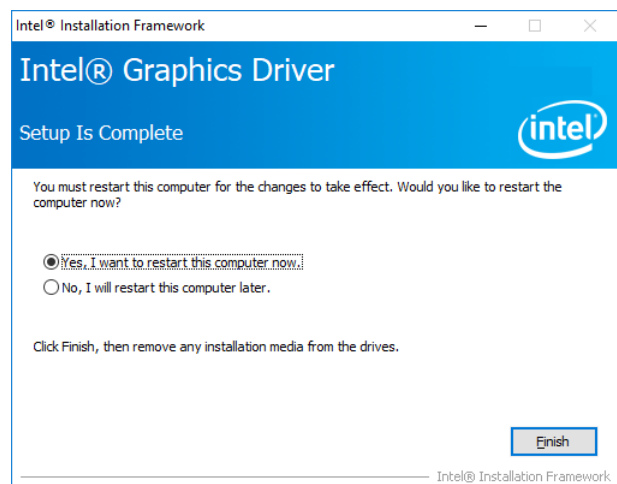 Intel® Installation Framework
Intel® Graphics Driver
Setup Is Complete
intel
You must restart this computer for the changes to take effect. Would you like to restart the
computer now?
Yes, I want to restart this computer now.
No, I will restart this computer later.
Click Finish, then remove any installation media from the drives.
Finish
Intel® Installation Framework